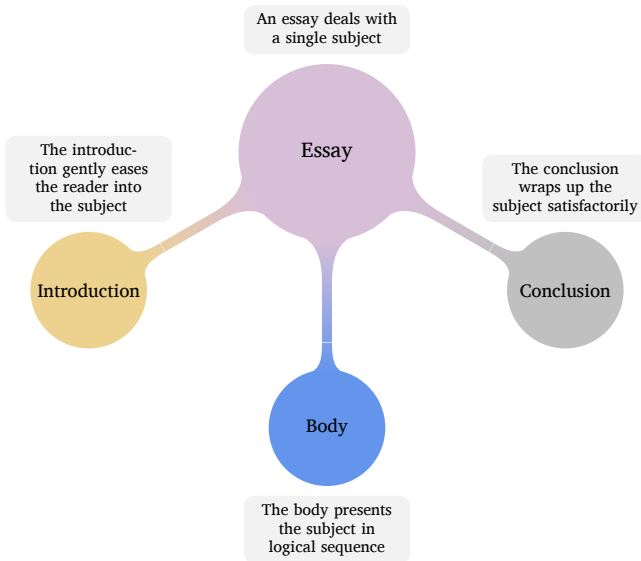 An essay deals with
a single subject
Essay
The introduc-
tion gently eases
the reader into
the subject
The conclusion
wraps up the
subject satisfactorily
Introduction
Conclusion
Body
The body presents
the subject in
logical sequence